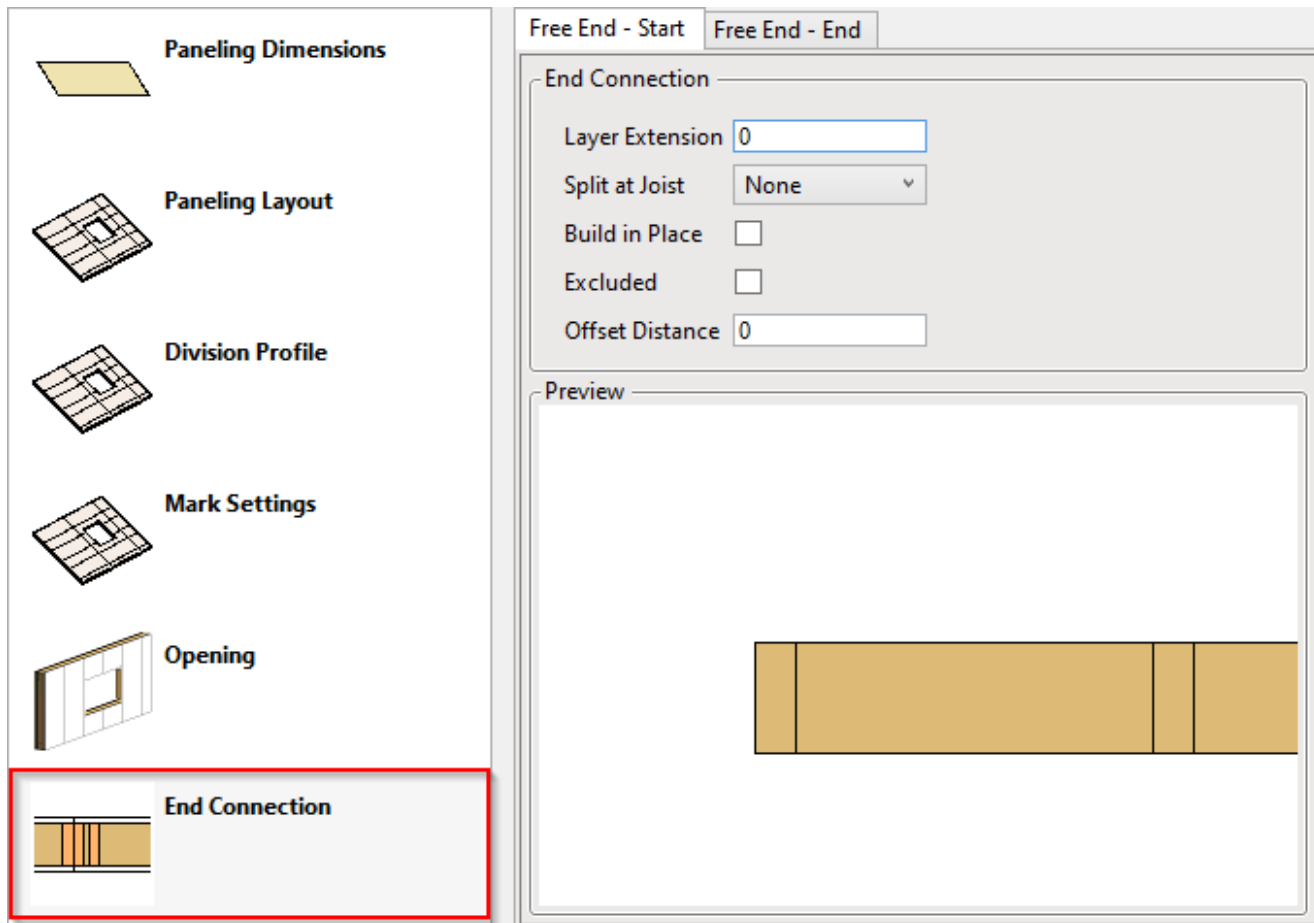 Paneling Dimensions
Paneling Layout
Division Profile
Mark Settings
Opening
End Connection
Free End - Start
Free End - End
End Connection
Layer Extension 0
Split at Joist None
Build in Place
Excluded
Offset Distance 0
Preview